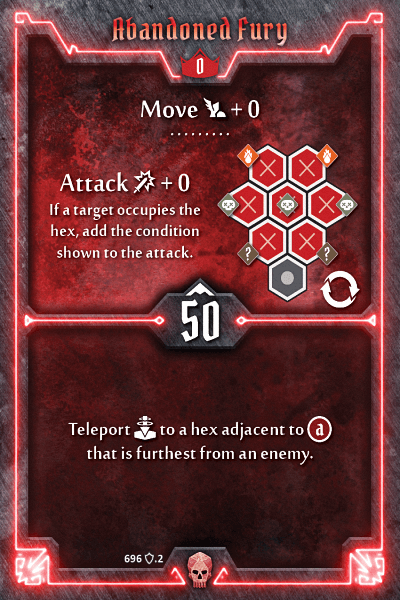 Abandoned Fury
0
Move + 0
Attack + 0
If a target occupies the
hex, add the condition
shown to the attack.
? ?
50
Teleport to a hex adjacent to a
that is furthest from an enemy.
696 .2